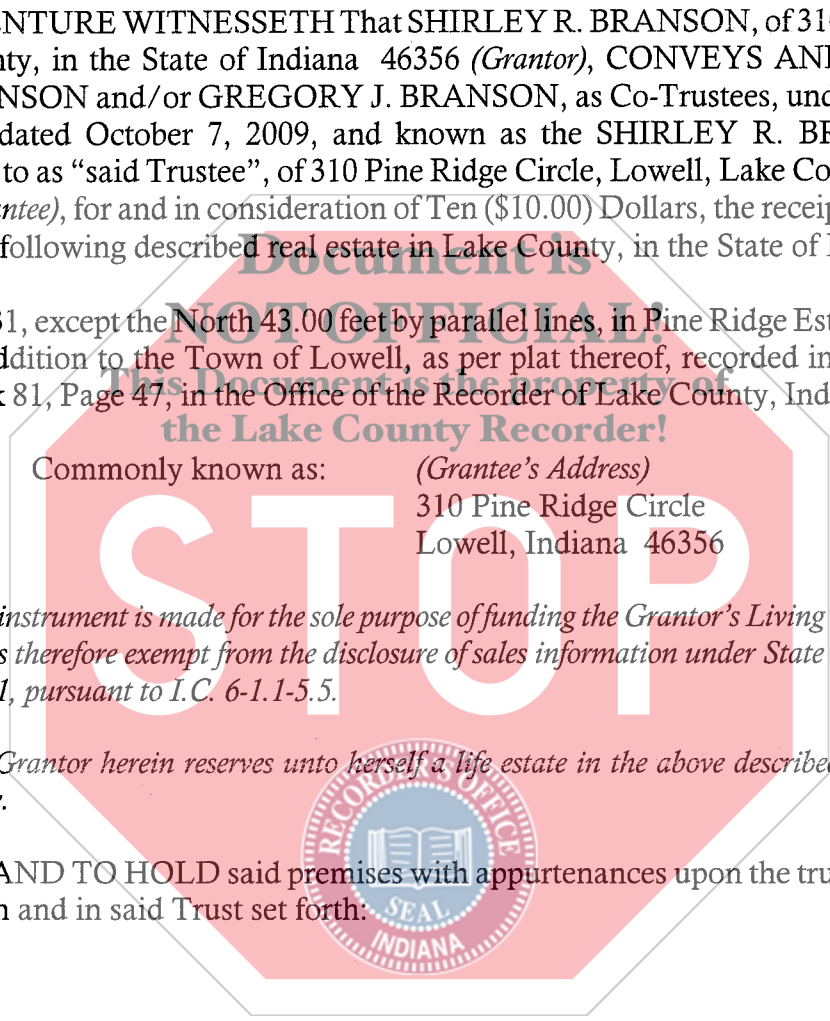 ENTURE WITNESSETH That SHIRLEY R. BRANSON, of 31
nty, in the State of Indiana 46356 (Grantor), CONVEYS AND
NSON and/or GREGORY J. BRANSON, as Co-Trustees, und
dated October 7, 2009, and known as the SHIRLEY R. BR
to as “said Trustee”, of 310 Pine Ridge Circle, Lowell, Lake Co
ntee), for and in consideration of Ten ($10.00) Dollars, the receip
following described real estate in Lake County, in the State of I
Document is
NOT OFFICIAL!
1, except the North 43.00 feet by parallel lines, in Pine Ridge Est
ddition to the Town of Lowell, as per plat thereof, recorded in
This Document is the property of
81, Page 47, in the Office of the Recorder of Lake County, Ind
the Lake County Recorder!
Commonly known as: (Grantee’s Address)
310 Pine Ridge Circle
Lowell, Indiana 46356
STOP
instrument is made for the sole purpose of funding the Grantor’s Living
s therefore exempt from the disclosure of sales information under State
1, pursuant to I.C. 6-1.1-5.5.
Grantor herein reserves unto herself a life estate in the above described
AND TO HOLD said premises with appurtenances upon the tru
n and in said Trust set forth:
RECORDER'S OFFICE
SEAL
INDIANA